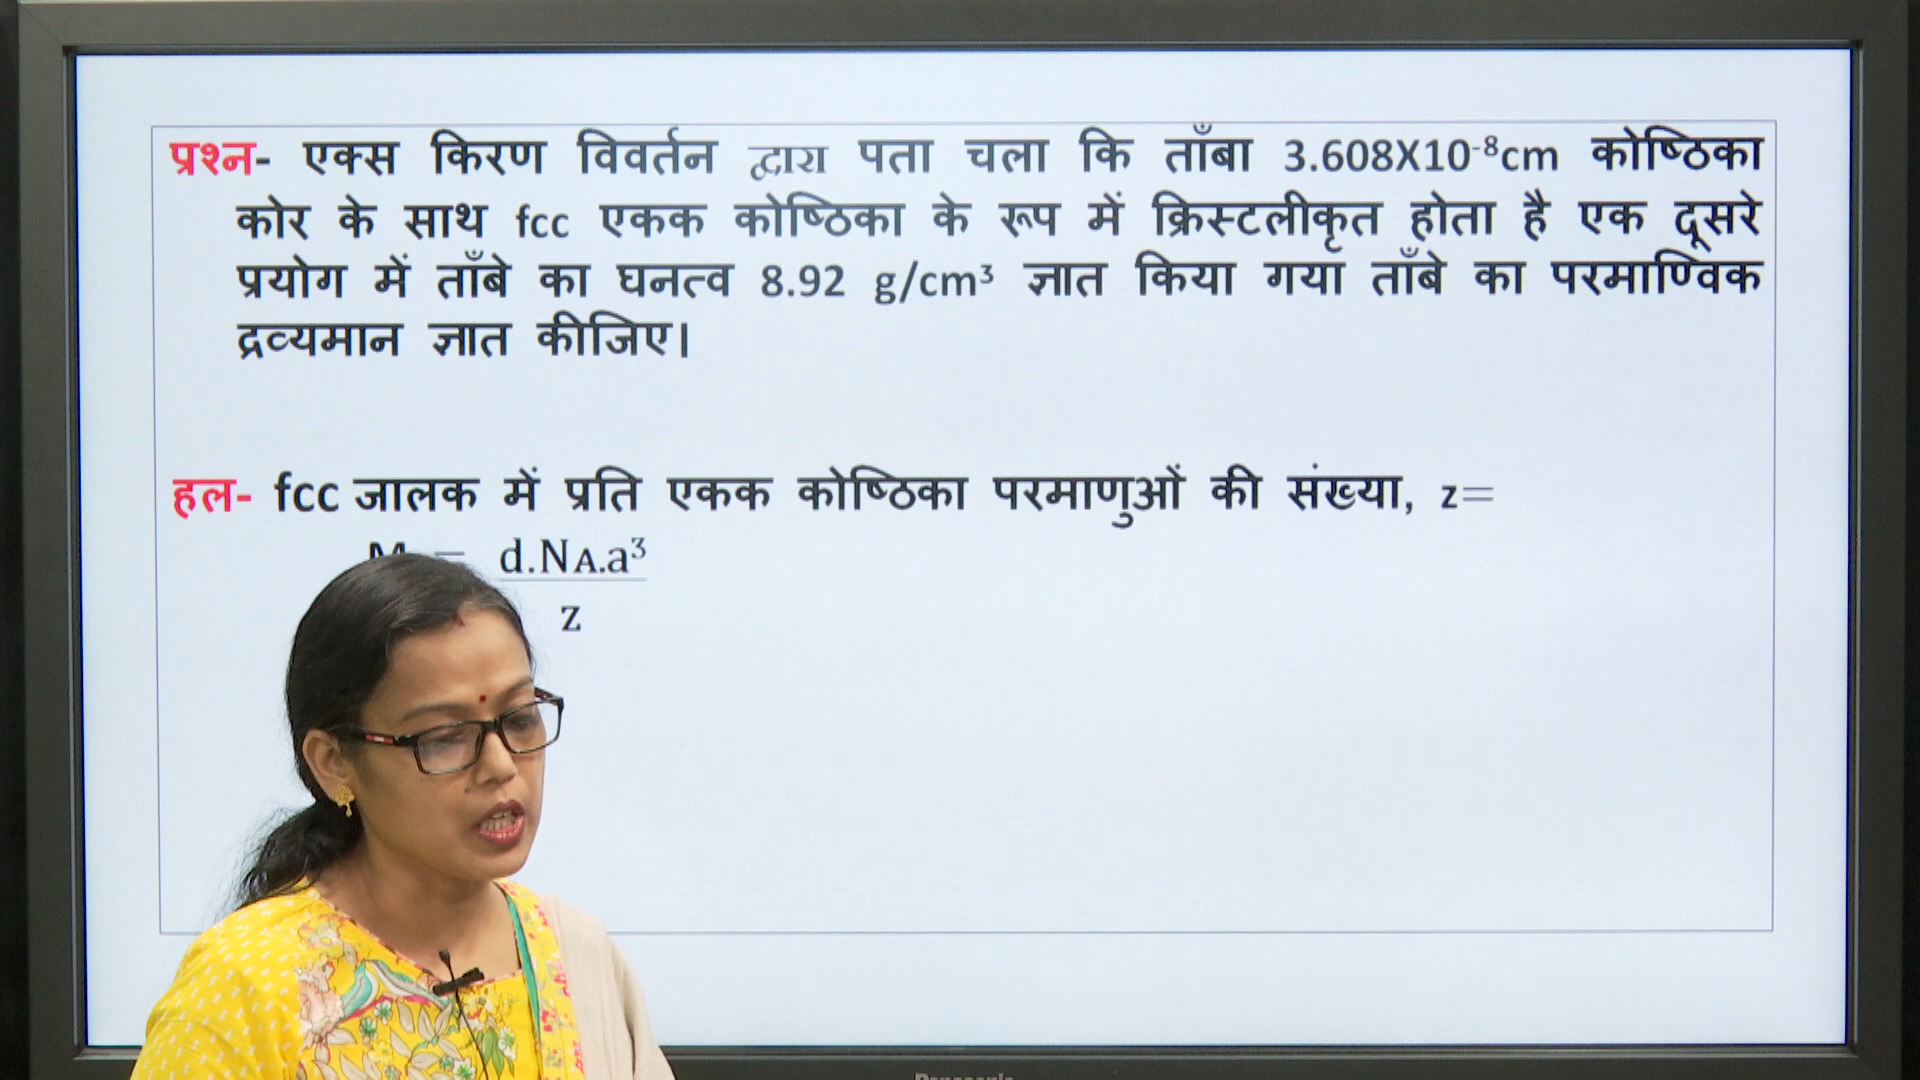 प्रश्न- एक्स किरण विवर्तन द्वारा पता चला कि ताँबा 3.608X10⁻⁸cm कोष्ठिका
कोर के साथ fcc एकक कोष्ठिका के रूप में क्रिस्टलीकृत होता है एक दूसरे
प्रयोग में ताँबे का घनत्व 8.92 g/cm³ ज्ञात किया गया ताँबे का परमाण्विक
द्रव्यमान ज्ञात कीजिए।
हल- fcc जालक में प्रति एकक कोष्ठिका परमाणुओं की संख्या, z=
M = d.NA.a³
z